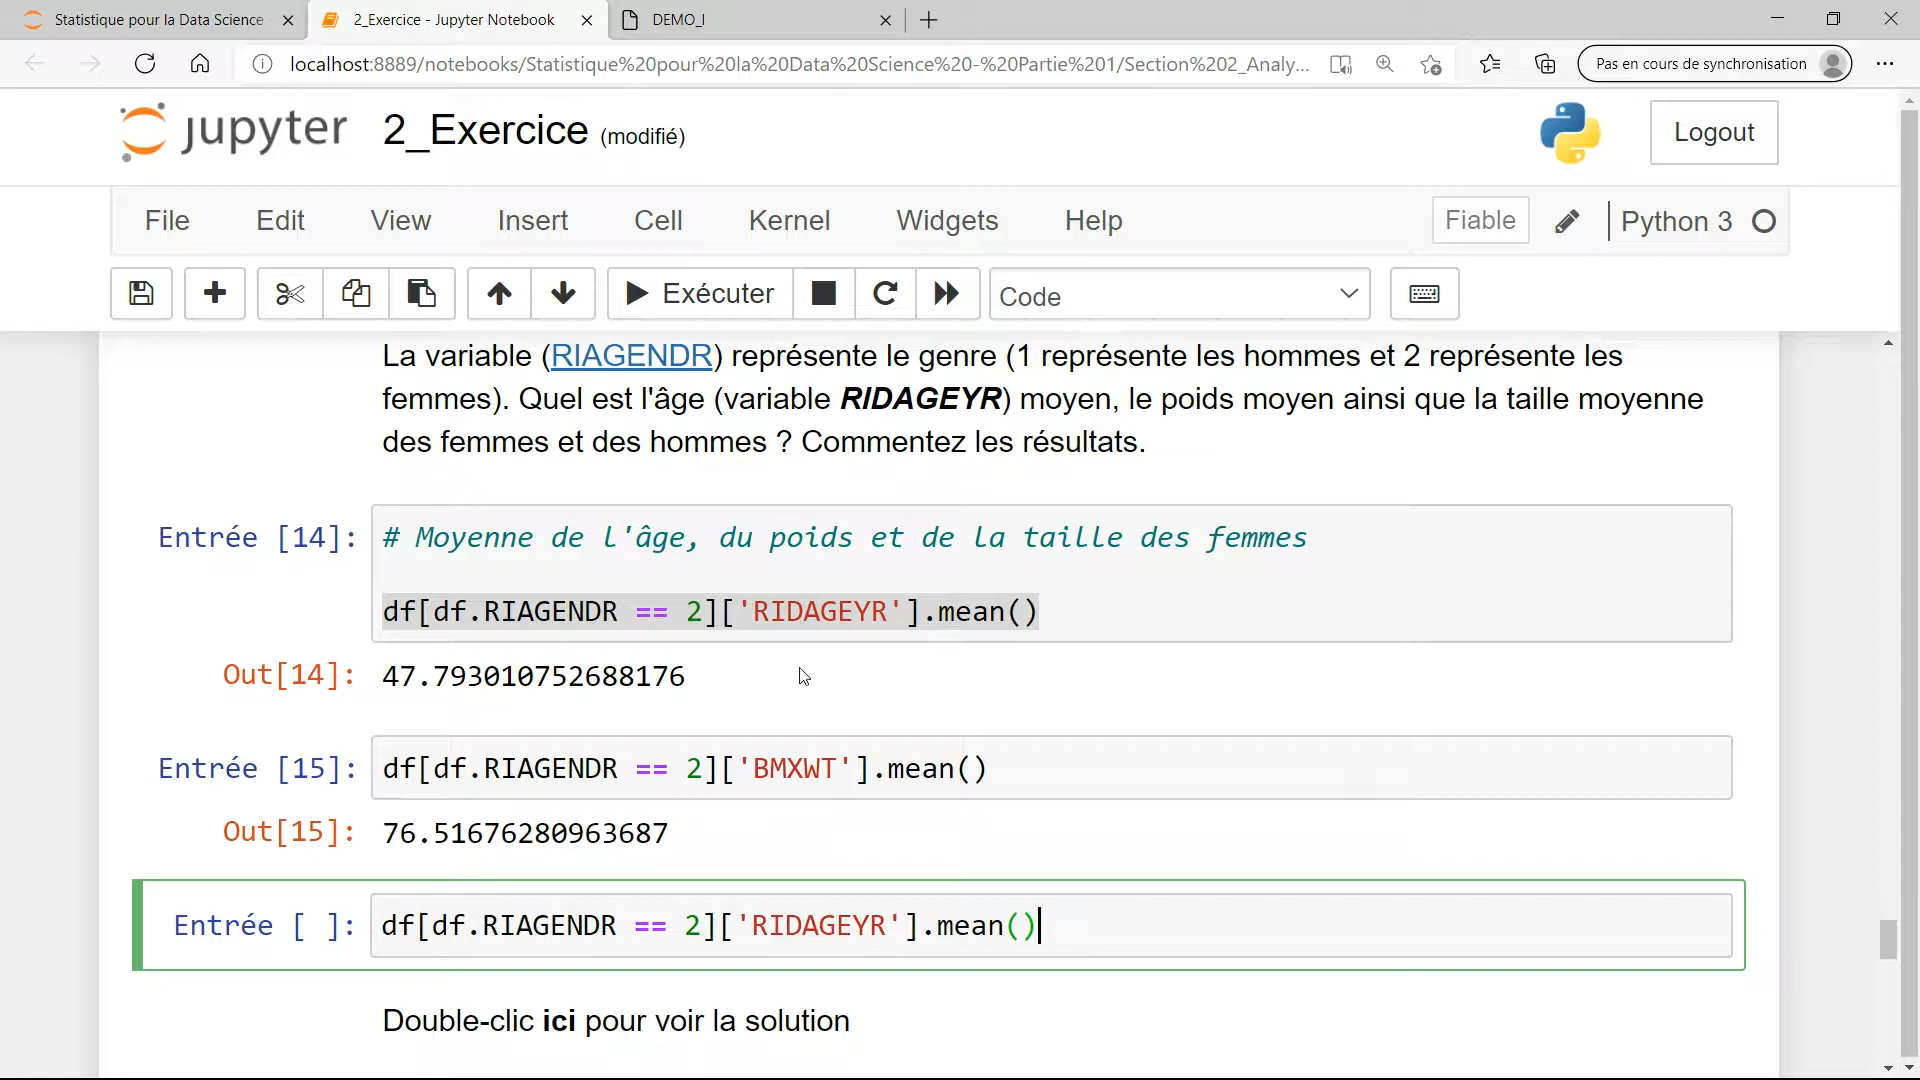 Statistique pour la Data Science
2_Exercice - Jupyter Notebook
DEMO_I
localhost:8889/notebooks/Statistique%20pour%20la%20Data%20Science%20-%20Partie%201/Section%202_Analy...
Pas en cours de synchronisation
jupyter 2_Exercice (modifié)
Logout
File Edit View Insert Cell Kernel Widgets Help
Fiable
Python 3
Exécuter
Code
La variable (RIAGENDR) représente le genre (1 représente les hommes et 2 représente les
femmes). Quel est l'âge (variable RIDAGEYR) moyen, le poids moyen ainsi que la taille moyenne
des femmes et des hommes ? Commentez les résultats.
Entrée [14]: # Moyenne de l'âge, du poids et de la taille des femmes
df[df.RIAGENDR == 2]['RIDAGEYR'].mean()
Out[14]: 47.793010752688176
Entrée [15]: df[df.RIAGENDR == 2]['BMXWT'].mean()
Out[15]: 76.51676280963687
Entrée [ ]: df[df.RIAGENDR == 2]['RIDAGEYR'].mean()
Double-clic ici pour voir la solution